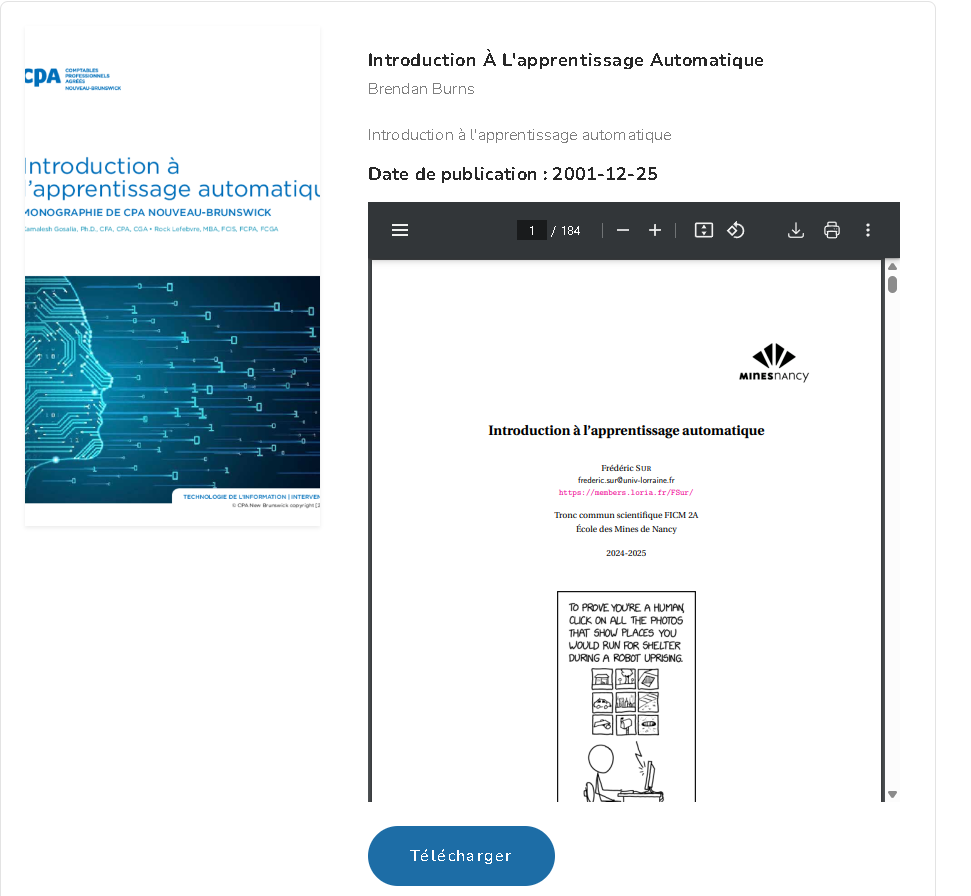 CPA COMPTABLES
PROFESSIONNELS
AGRÉÉS
NOUVEAU-BRUNSWICK
Introduction à
l'apprentissage automatiqu
MONOGRAPHIE DE CPA NOUVEAU-BRUNSWICK
Kamalesh Gosalia, Ph.D., CFA, CPA, CGA • Rock Lefebvre, MBA, FCIS, FCPA, FCGA
TECHNOLOGIE DE L'INFORMATION | INTERVEN
© CPA New Brunswick copyright
Introduction À L'apprentissage Automatique
Brendan Burns
Introduction à l'apprentissage automatique
Date de publication : 2001-12-25
1 / 184
MINESNANCY
Introduction à l'apprentissage automatique
Frédéric SUR
frederic.sur@univ-lorraine.fr
https://members.loria.fr/FSur/
Tronc commun scientifique FICM 2A
École des Mines de Nancy
2024-2025
TO PROVE YOU'RE A HUMAN,
CLICK ON ALL THE PHOTOS
THAT SHOW PLACES YOU
WOULD RUN FOR SHELTER
DURING A ROBOT UPRISING.
Télécharger